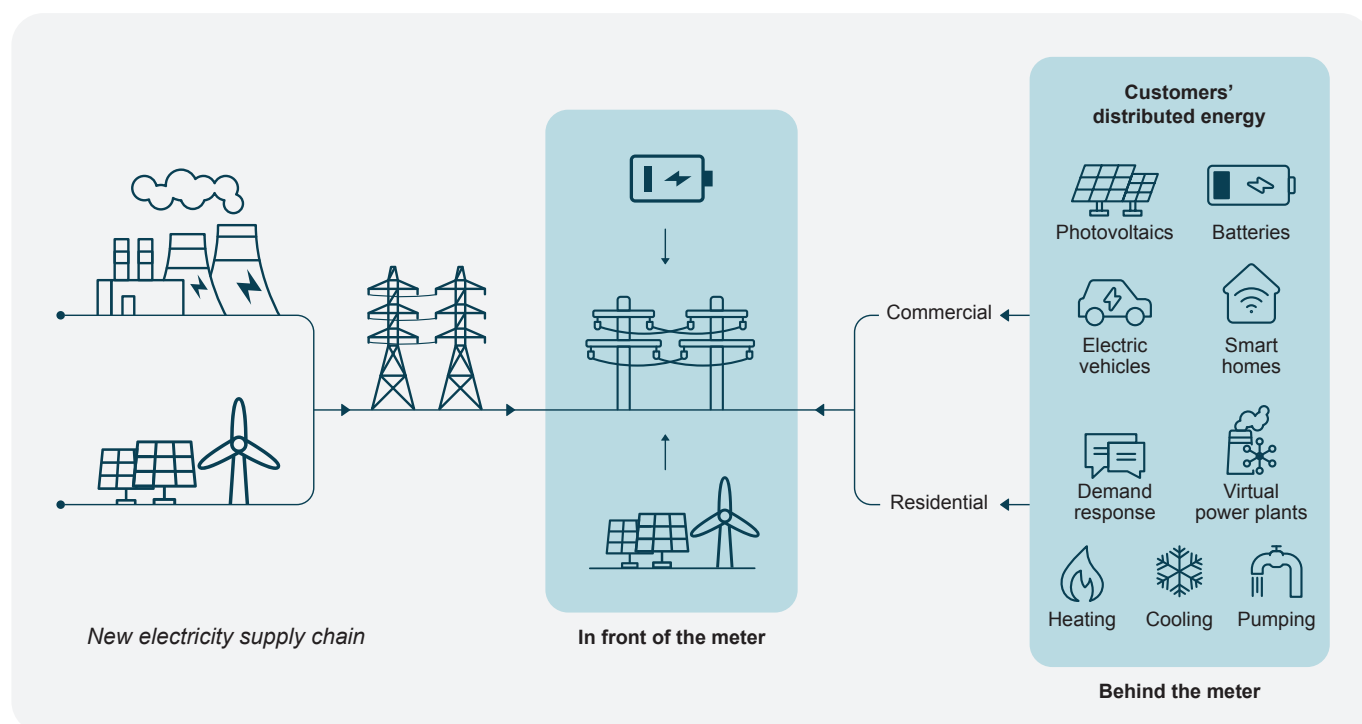 Customers’
distributed energy
Photovoltaics
Batteries
Commercial
Electric
vehicles
Smart
homes
Residential
Demand
response
Virtual
power plants
Heating
Cooling
Pumping
New electricity supply chain
In front of the meter
Behind the meter